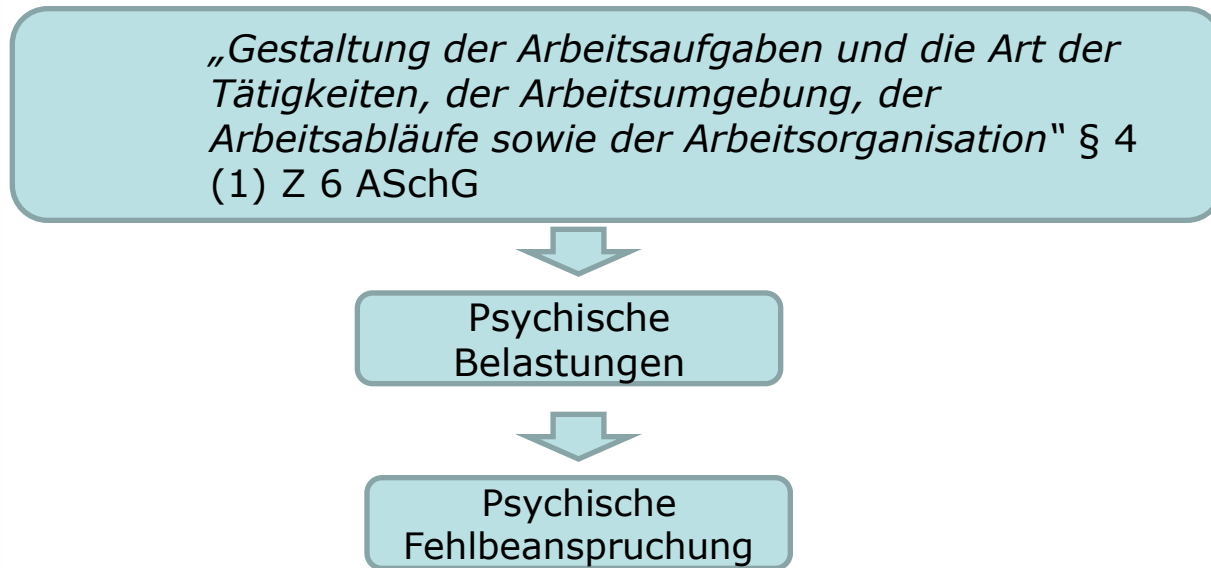 „Gestaltung der Arbeitsaufgaben und die Art der
Tätigkeiten, der Arbeitsumgebung, der
Arbeitsabläufe sowie der Arbeitsorganisation“ § 4
(1) Z 6 ASchG
Psychische
Belastungen
Psychische
Fehlbeanspruchung